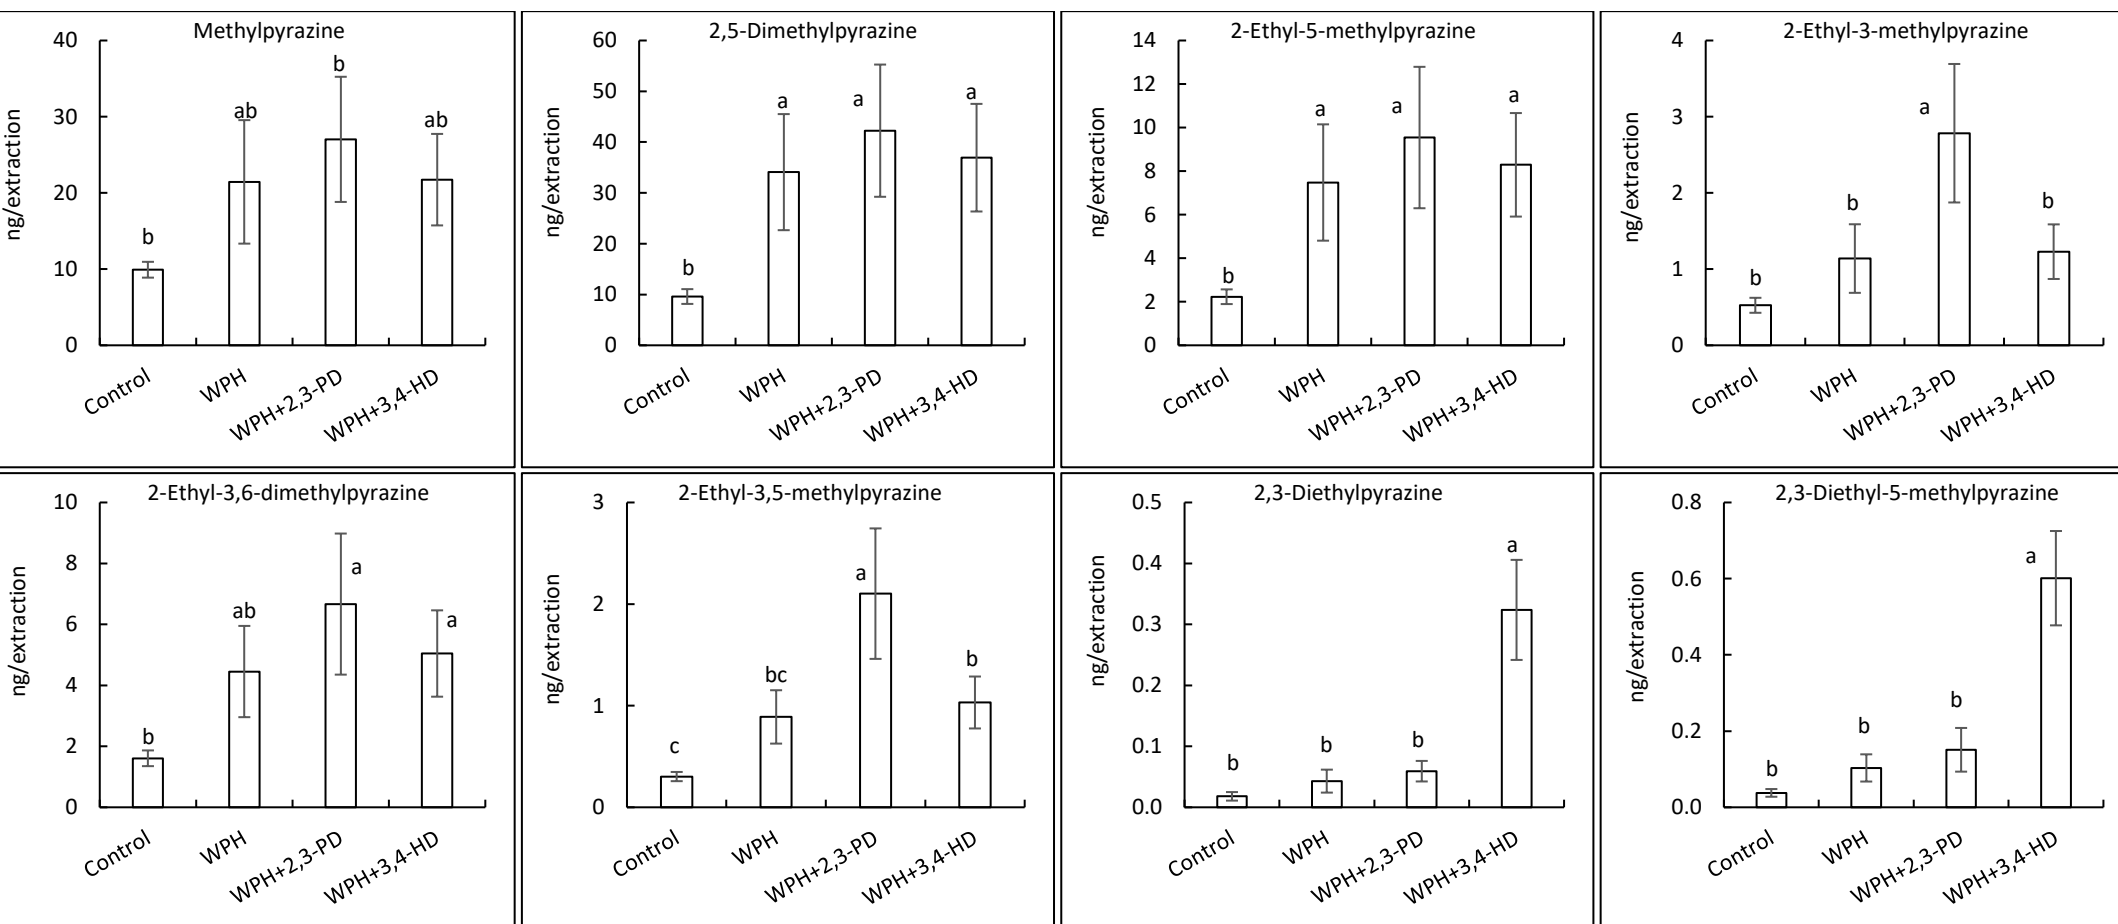 Methylpyrazine
40
30
20
10
0
ng/extraction
b
ab
b
ab
Control
WPH
WPH+2,3-PD
WPH+3,4-HD
2,5-Dimethylpyrazine
60
50
40
30
20
10
0
ng/extraction
b
a
a
a
Control
WPH
WPH+2,3-PD
WPH+3,4-HD
2-Ethyl-5-methylpyrazine
14
12
10
8
6
4
2
0
ng/extraction
b
a
a
a
Control
WPH
WPH+2,3-PD
WPH+3,4-HD
2-Ethyl-3-methylpyrazine
4
3
2
1
0
ng/extraction
b
b
a
b
Control
WPH
WPH+2,3-PD
WPH+3,4-HD
2-Ethyl-3,6-dimethylpyrazine
10
8
6
4
2
0
ng/extraction
b
ab
a
a
Control
WPH
WPH+2,3-PD
WPH+3,4-HD
2-Ethyl-3,5-methylpyrazine
3
2
1
0
ng/extraction
c
bc
a
b
Control
WPH
WPH+2,3-PD
WPH+3,4-HD
2,3-Diethylpyrazine
0.5
0.4
0.3
0.2
0.1
0.0
ng/extraction
b
b
b
a
Control
WPH
WPH+2,3-PD
WPH+3,4-HD
2,3-Diethyl-5-methylpyrazine
0.8
0.6
0.4
0.2
0.0
ng/extraction
b
b
b
a
Control
WPH
WPH+2,3-PD
WPH+3,4-HD